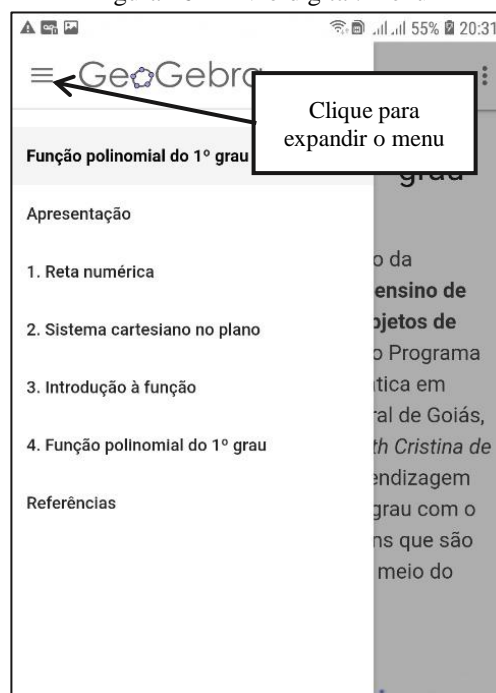 55% 20:31
GeoGebra
Clique para
expandir o menu
Função polinomial do 1º grau
grau
Apresentação
1. Reta numérica
2. Sistema cartesiano no plano
3. Introdução à função
4. Função polinomial do 1º grau
Referências
o da
ensino de
bjetos de
o Programa
tica em
ral de Goiás,
th Cristina de
endizagem
grau com o
ns que são
meio do